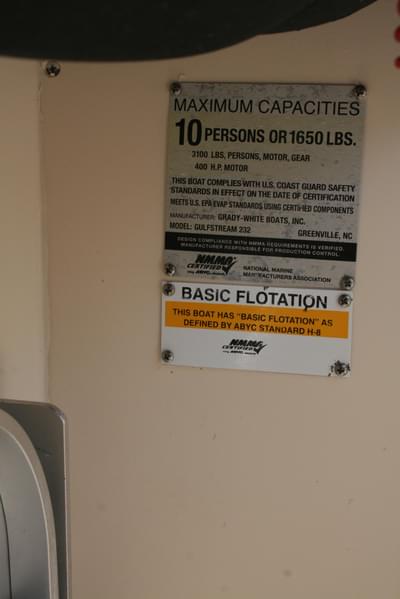 MAXIMUM CAPACITIES
10 PERSONS OR 1650 LBS.
3100 LBS, PERSONS, MOTOR, GEAR
400 H.P. MOTOR
THIS BOAT COMPLIES WITH U.S. COAST GUARD SAFETY
STANDARDS IN EFFECT ON THE DATE OF CERTIFICATION
MEETS U.S. EPA EVAP STANDARDS USING CERTIFIED COMPONENTS
MANUFACTURER: GRADY-WHITE BOATS, INC.
MODEL: GULFSTREAM 232 GREENVILLE, NC
DESIGN COMPLIANCE WITH NMMA REQUIREMENTS IS VERIFIED.
MANUFACTURER RESPONSIBLE FOR PRODUCTION CONTROL.
NMMA
CERTIFIED
ABYC
NATIONAL MARINE
MANUFACTURERS ASSOCIATION
BASIC FLOTATION
THIS BOAT HAS "BASIC FLOTATION" AS
DEFINED BY ABYC STANDARD H-8
NMMA
CERTIFIED
ABYC